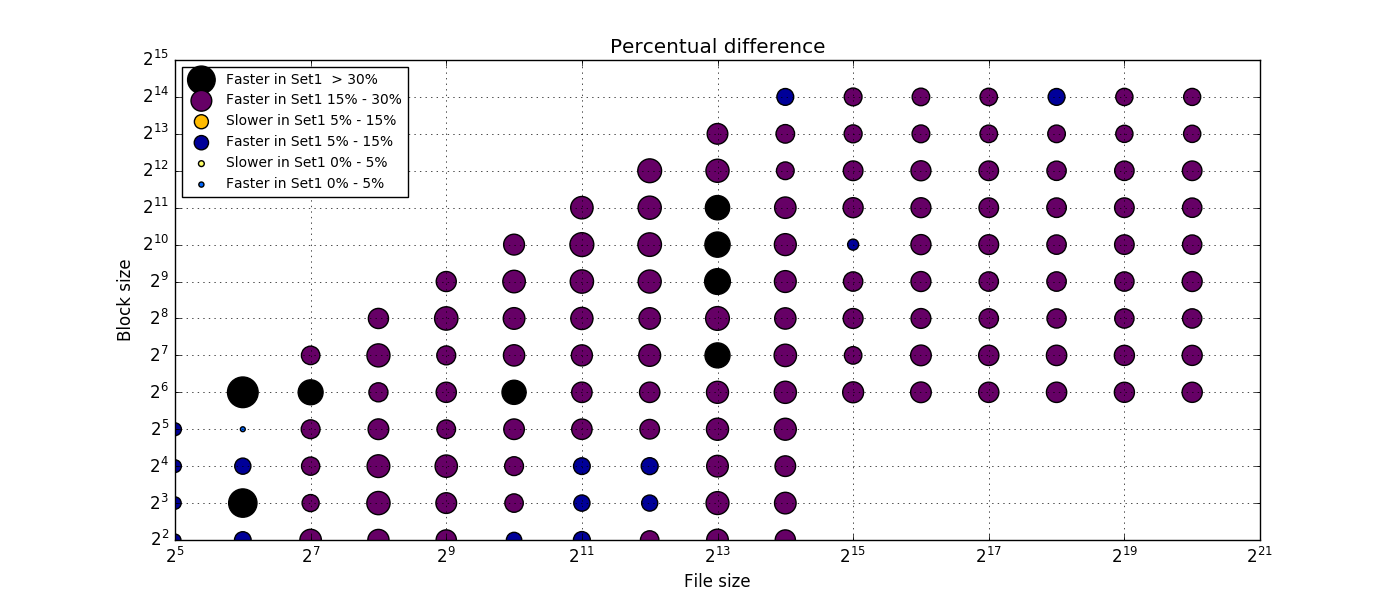 Percentual difference
Faster in Set1 > 30%
Faster in Set1 15% - 30%
Slower in Set1 5% - 15%
Faster in Set1 5% - 15%
Slower in Set1 0% - 5%
Faster in Set1 0% - 5%
Block size
2^15
2^14
2^13
2^12
2^11
2^10
2^9
2^8
2^7
2^6
2^5
2^4
2^3
2^2
2^5 2^7 2^9 2^11 2^13 2^15 2^17 2^19 2^21
File size